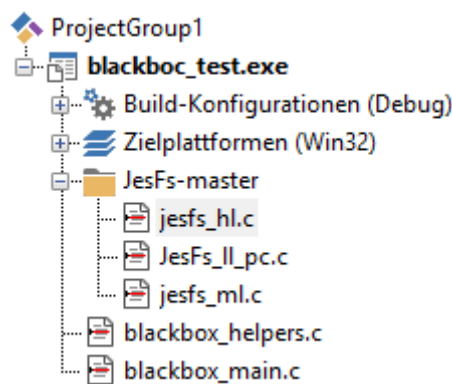 ProjectGroup1
blackboc_test.exe
Build-Konfigurationen (Debug)
Zielplattformen (Win32)
JesFs-master
jesfs_hl.c
JesFs_ll_pc.c
jesfs_ml.c
blackbox_helpers.c
blackbox_main.c